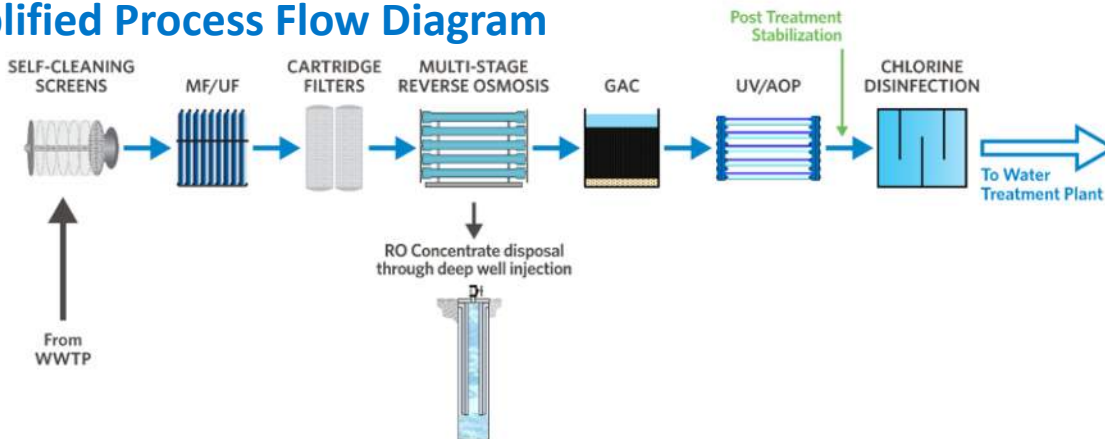 plified Process Flow Diagram
Post Treatment
Stabilization
SELF-CLEANING
SCREENS
MF/UF
CARTRIDGE
FILTERS
MULTI-STAGE
REVERSE OSMOSIS
GAC
UV/AOP
CHLORINE
DISINFECTION
To Water
Treatment Plant
RO Concentrate disposal
through deep well injection
From
WWTP